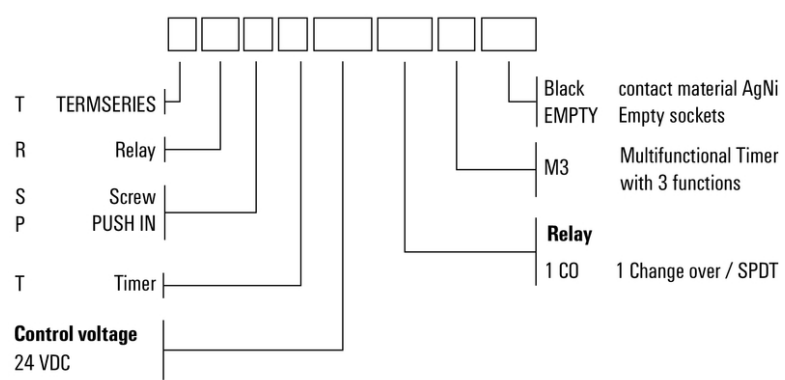 T TERMSERIES
R Relay
S Screw
P PUSH IN
T Timer
Control voltage
24 VDC
Black contact material AgNi
EMPTY Empty sockets
M3 Multifunctional Timer
with 3 functions
Relay
1 CO 1 Change over / SPDT